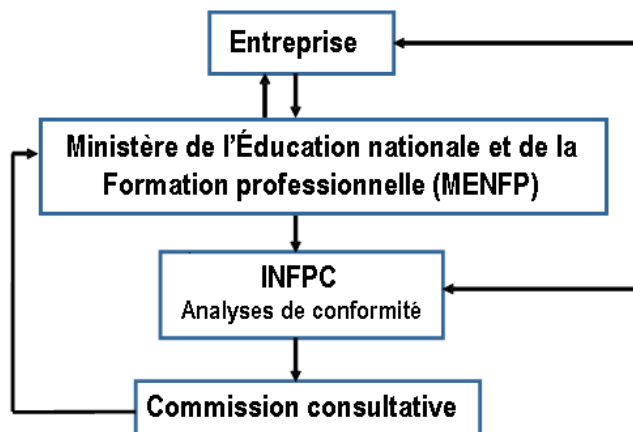 Entreprise
Ministère de l'Éducation nationale et de la
Formation professionnelle (MENFP)
INFPC
Analyses de conformité
Commission consultative